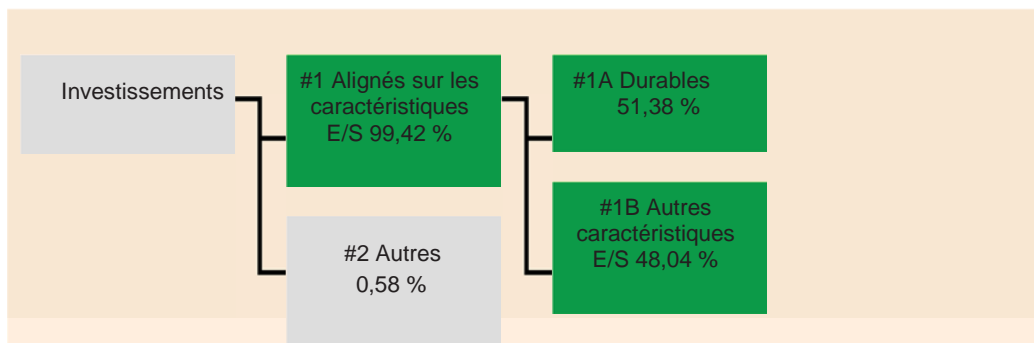 Investissements
#1 Alignés sur les
caractéristiques
E/S 99,42 %
#2 Autres
0,58 %
#1A Durables
51,38 %
#1B Autres
caractéristiques
E/S 48,04 %